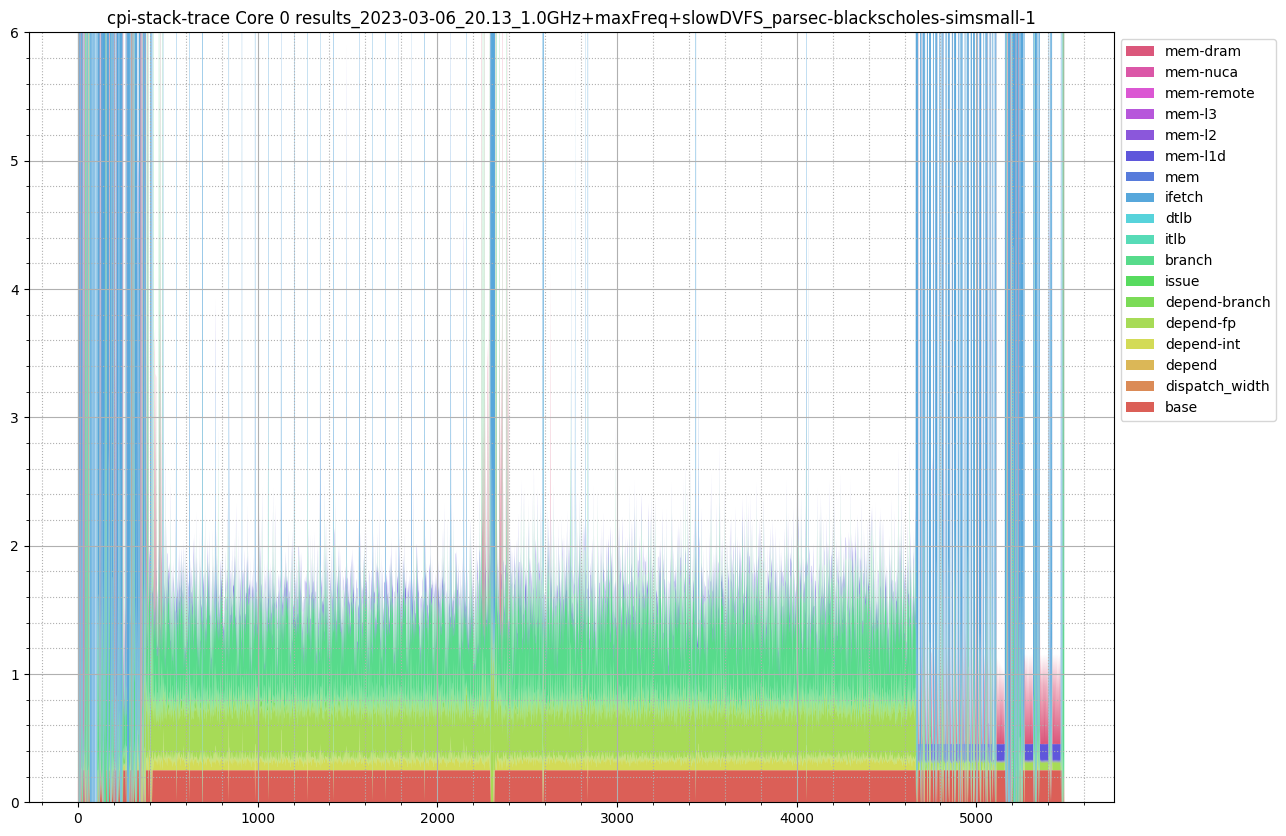 cpi-stack-trace Core 0 results_2023-03-06_20.13_1.0GHz+maxFreq+slowDVFS_parsec-blackscholes-simsmall-1
6
5
4
3
2
1
0
0
1000
2000
3000
4000
5000
mem-dram
mem-nuca
mem-remote
mem-l3
mem-l2
mem-l1d
mem
ifetch
dtlb
itlb
branch
issue
depend-branch
depend-fp
depend-int
depend
dispatch_width
base